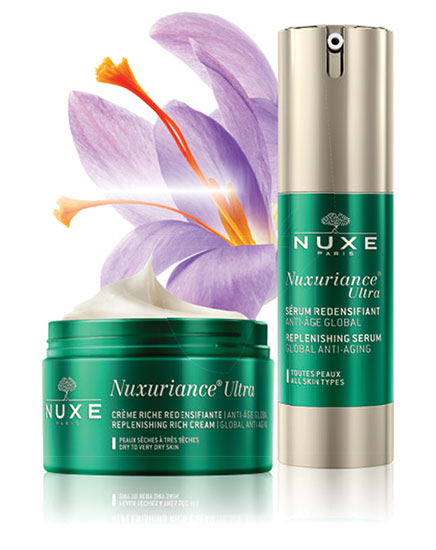 NUXE
PARIS
Nuxuriance®
Ultra
SÉRUM REDENSIFIANT
ANTI-ÂGE GLOBAL
REPLENISHING SERUM
GLOBAL ANTI-AGING
TOUTES PEAUX
ALL SKIN TYPES
NUXE
PARIS
Nuxuriance® Ultra
CRÈME RICHE REDENSIFIANTE | ANTI-ÂGE GLOBAL
REPLENISHING RICH CREAM | GLOBAL ANTI-AGING
PEAUX SÈCHES À TRÈS SÈCHES
DRY TO VERY DRY SKIN